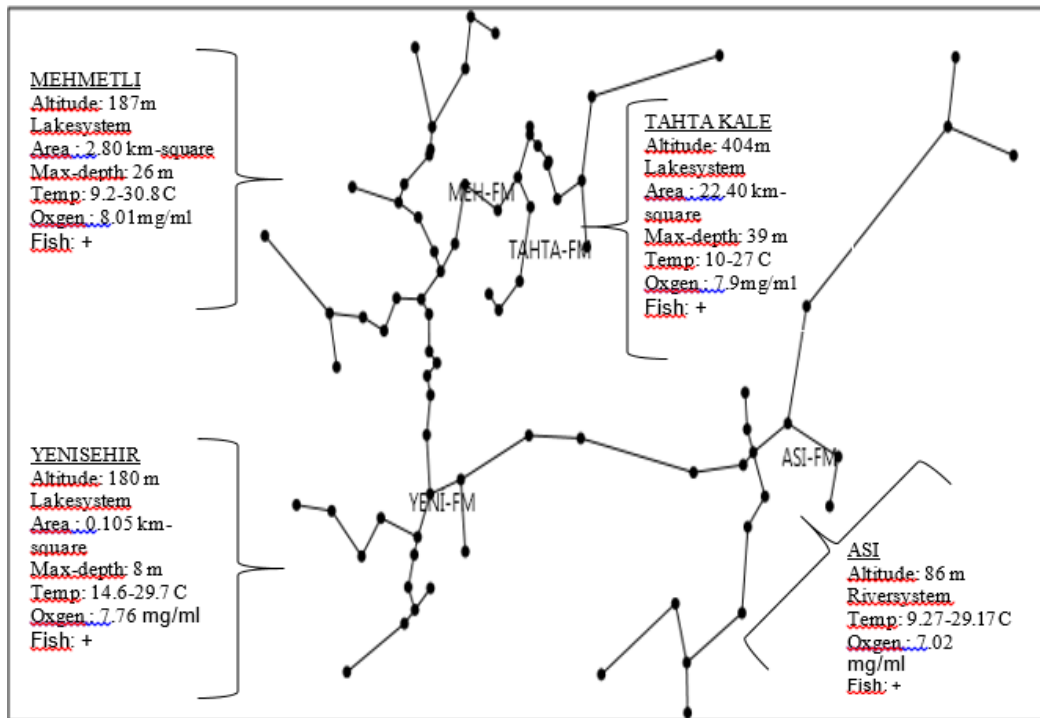 MEHMETLI
Altitude: 187m
Lakesystem
Area : 2.80 km-square
Max-depth: 26 m
Temp: 9.2-30.8 C
Oxgen : 8.01mg/ml
Fish: +
TAHTA KALE
Altitude: 404m
Lakesystem
Area : 22.40 km-
square
Max-depth: 39 m
Temp: 10-27 C
Oxgen : 7.9mg/ml
Fish: +
MEH-FM
TAHTA-FM
YENISEHIR
Altitude: 180 m
Lakesystem
Area : 0.105 km-
square
Max-depth: 8 m
Temp: 14.6-29.7 C
Oxgen : 7.76 mg/ml
Fish: +
YENI-FM
ASI-FM
ASI
Altitude: 86 m
Riversystem
Temp: 9.27-29.17 C
Oxgen : 7.02
mg/ml
Fish: +